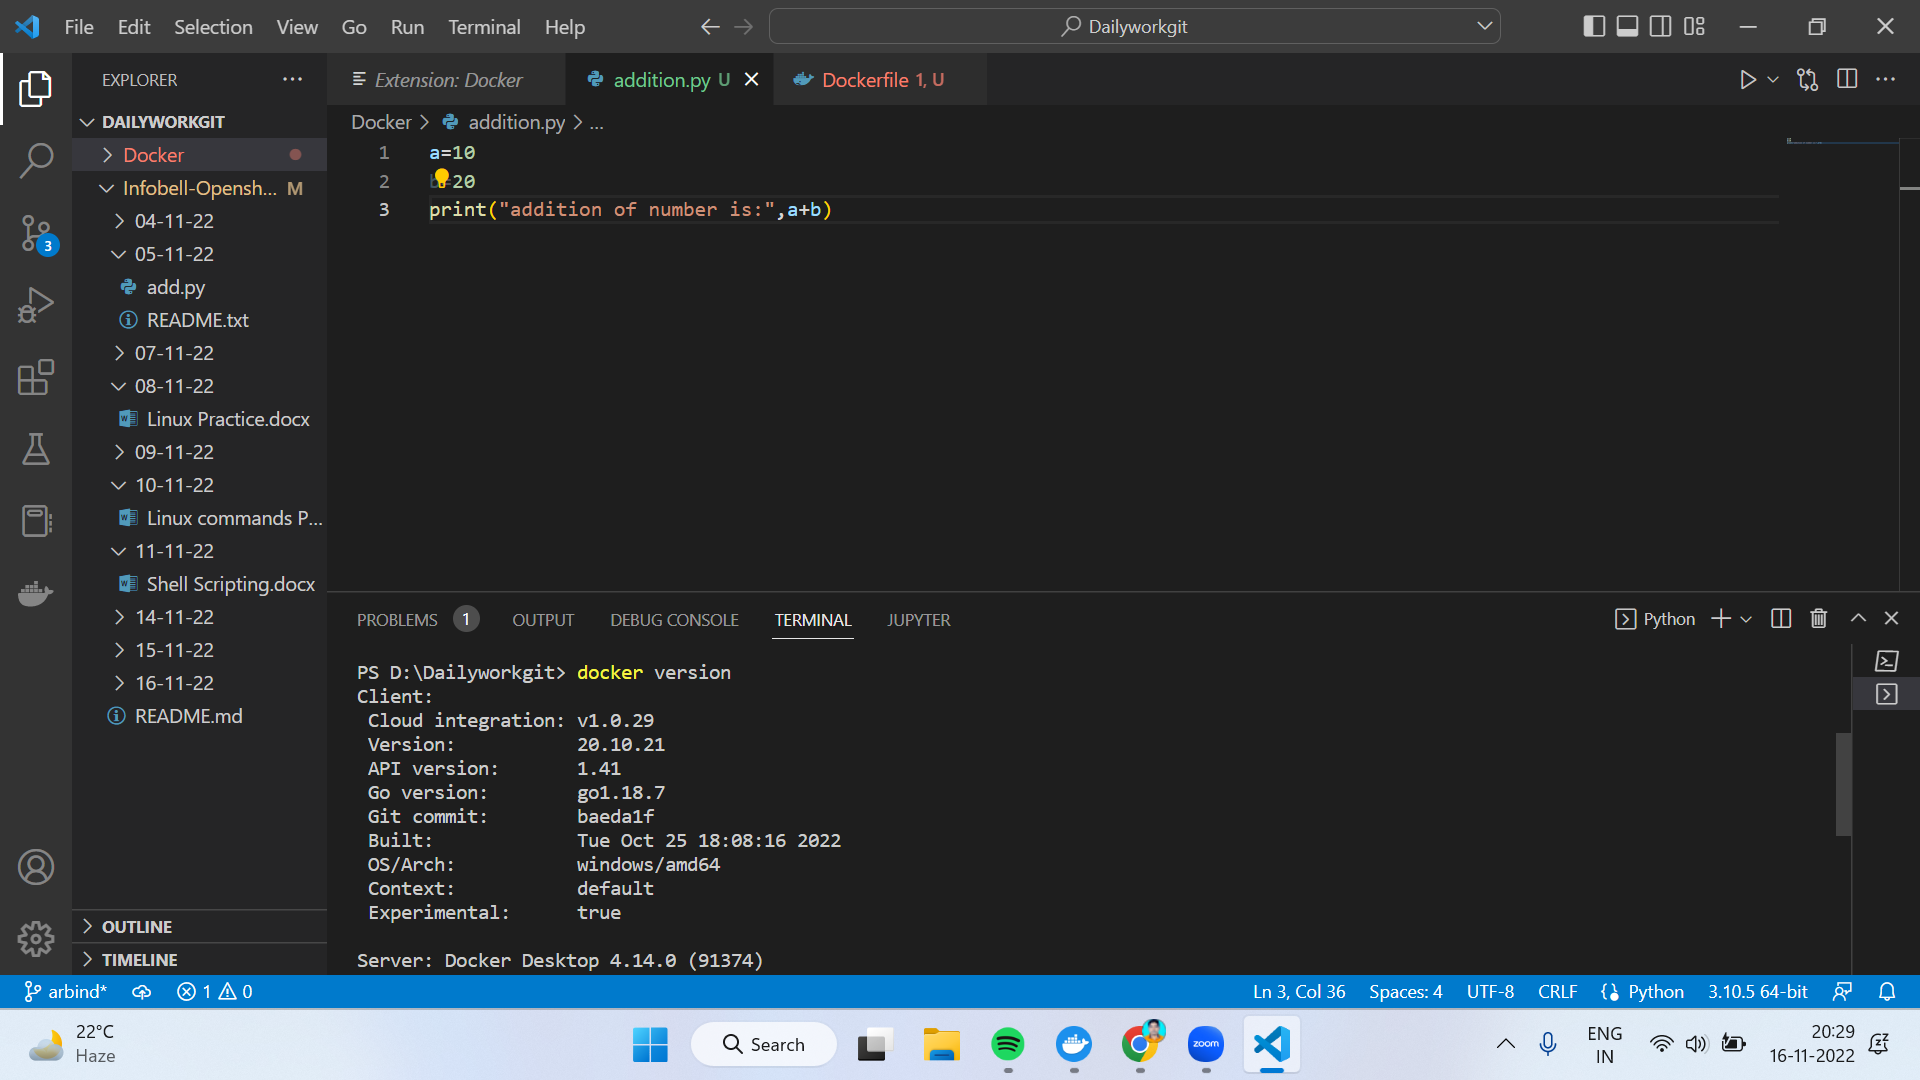 File Edit Selection View Go Run Terminal Help
Dailyworkgit
EXPLORER
Extension: Docker
addition.py U
Dockerfile 1, U
DAILYWORKGIT
Docker
Infobell-Opensh... M
04-11-22
05-11-22
add.py
README.txt
07-11-22
08-11-22
Linux Practice.docx
09-11-22
10-11-22
Linux commands P...
11-11-22
Shell Scripting.docx
14-11-22
15-11-22
16-11-22
README.md
OUTLINE
TIMELINE
3
Docker > addition.py > ...
1 a=10
2 b=20
3 print("addition of number is:",a+b)
PROBLEMS 1 OUTPUT DEBUG CONSOLE TERMINAL JUPYTER
Python
PS D:\Dailyworkgit> docker version
Client:
Cloud integration: v1.0.29
Version: 20.10.21
API version: 1.41
Go version: go1.18.7
Git commit: baeda1f
Built: Tue Oct 25 18:08:16 2022
OS/Arch: windows/amd64
Context: default
Experimental: true
Server: Docker Desktop 4.14.0 (91374)
arbind* 1 0
Ln 3, Col 36 Spaces: 4 UTF-8 CRLF Python 3.10.5 64-bit
22°C
Haze
Search
zoom
ENG
IN
20:29
16-11-2022